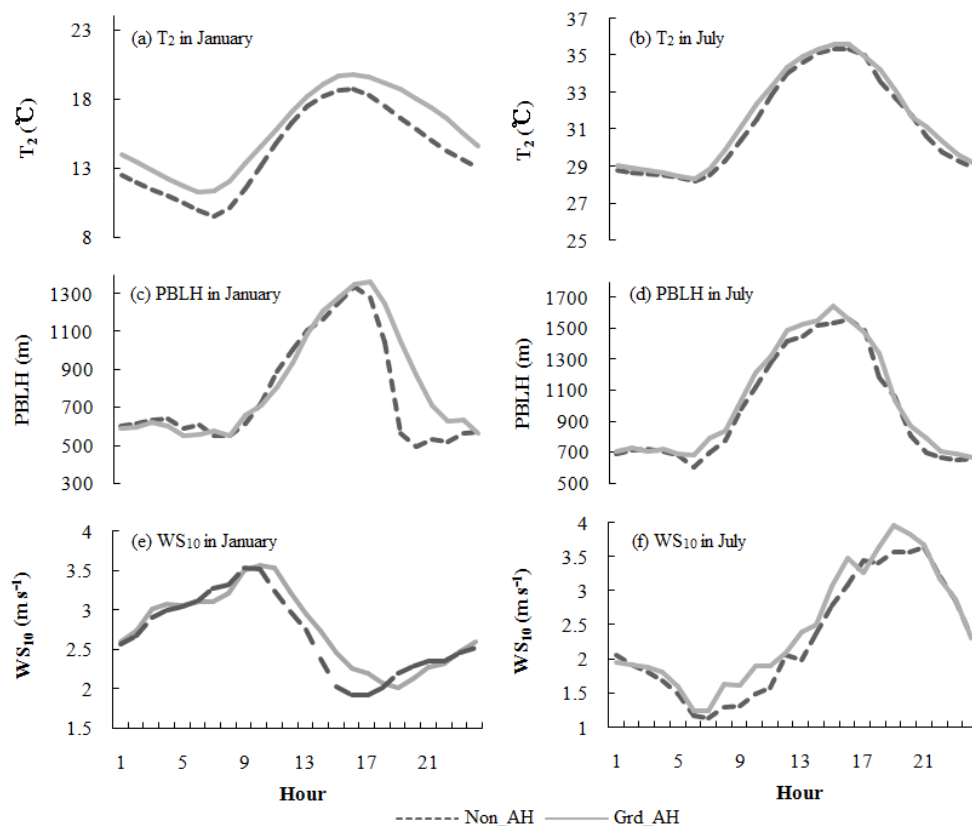 (a) T₂ in January
T₂ (℃)
23
18
13
8
(b) T₂ in July
T₂ (℃)
37
35
33
31
29
27
25
(c) PBLH in January
PBLH (m)
1300
1100
900
700
500
300
(d) PBLH in July
PBLH (m)
1700
1500
1300
1100
900
700
500
(e) WS₁₀ in January
WS₁₀ (m s⁻¹)
4
3.5
3
2.5
2
1.5
1 5 9 13 17 21
Hour
(f) WS₁₀ in July
WS₁₀ (m s⁻¹)
4
3.5
3
2.5
2
1.5
1
1 5 9 13 17 21
Hour
Non_AH Grd_AH